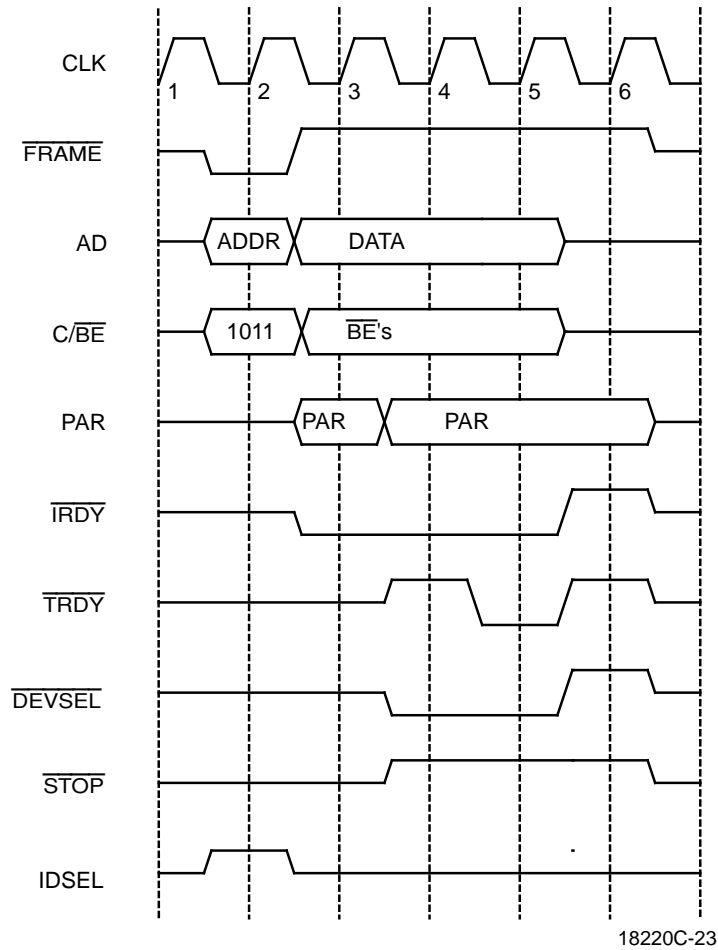 CLK
1 2 3 4 5 6
FRAME
AD ADDR DATA
C/BE 1011 BE's
PAR PAR PAR
IRDY
TRDY
DEVSEL
STOP
IDSEL
18220C-23